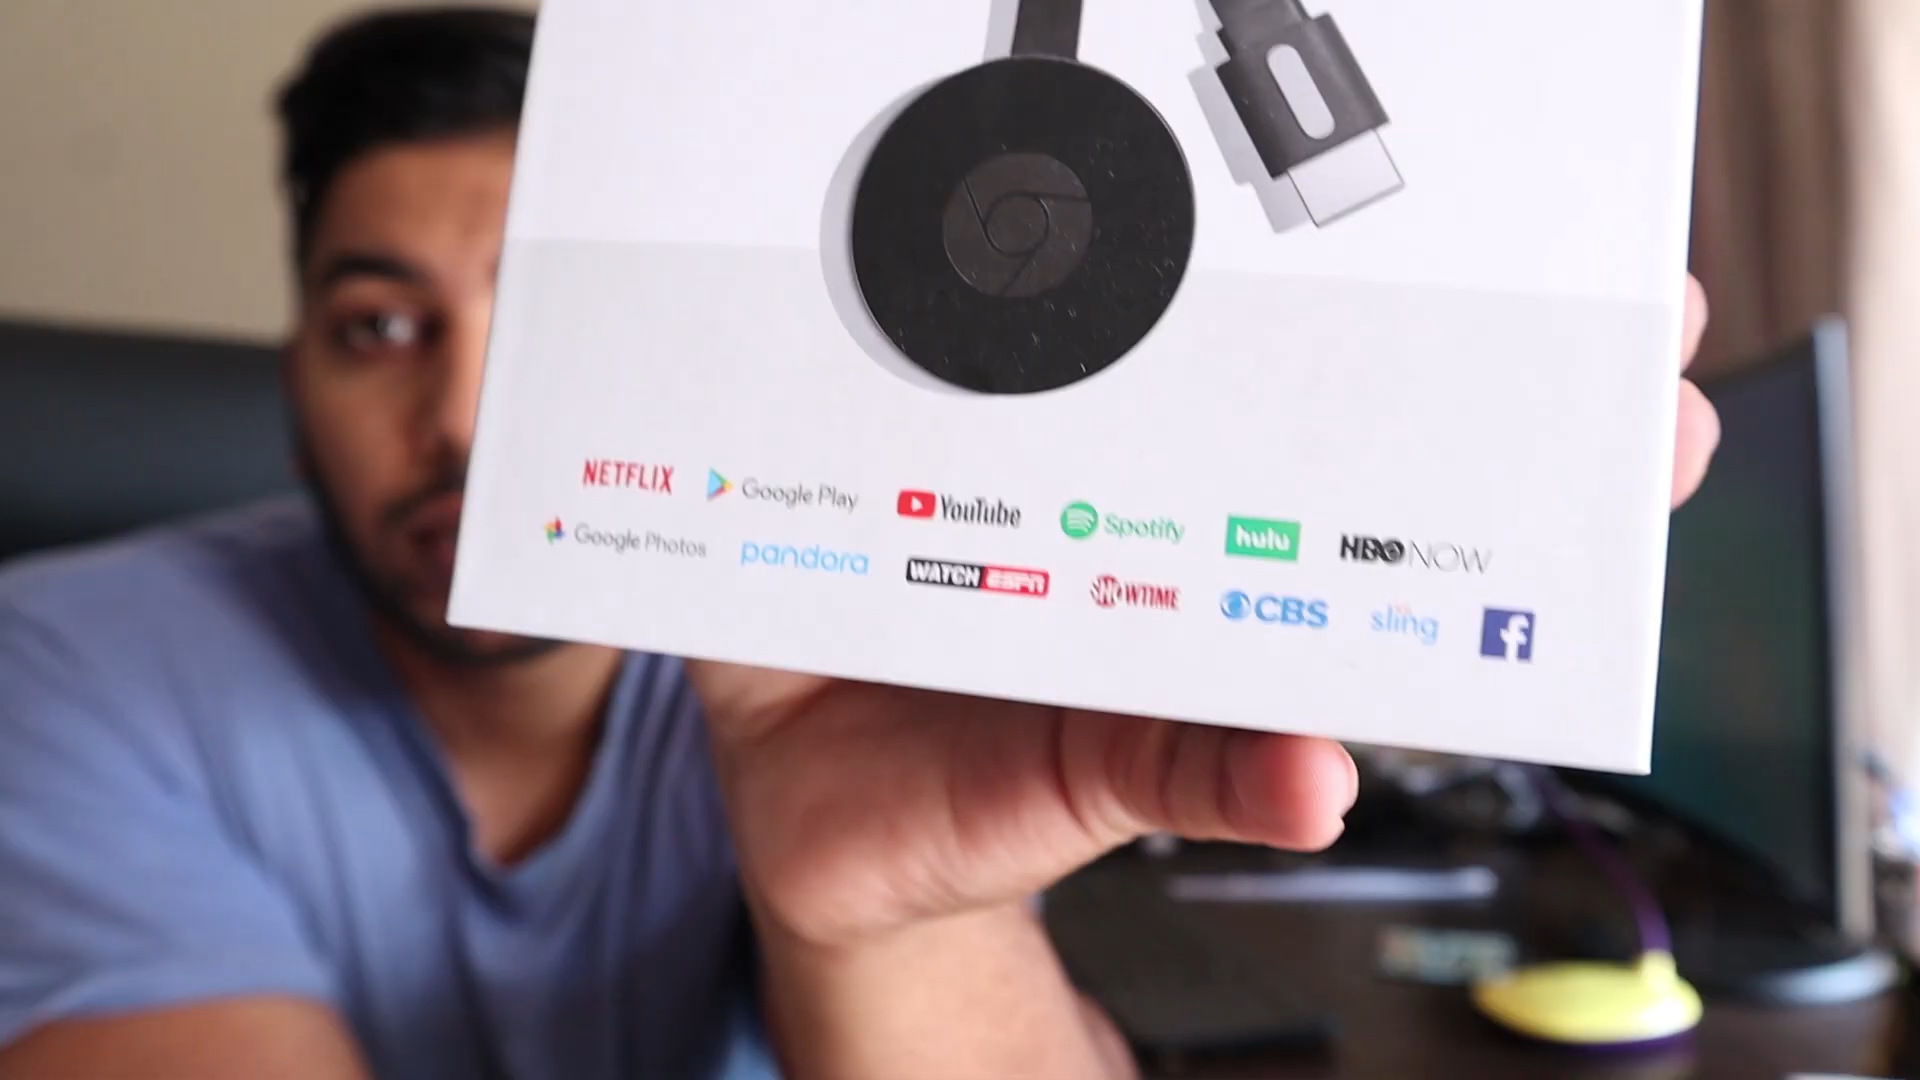 NETFLIX Google Play YouTube Spotify hulu HBO NOW
Google Photos pandora WATCH ESPN SHOWTIME CBS sling f